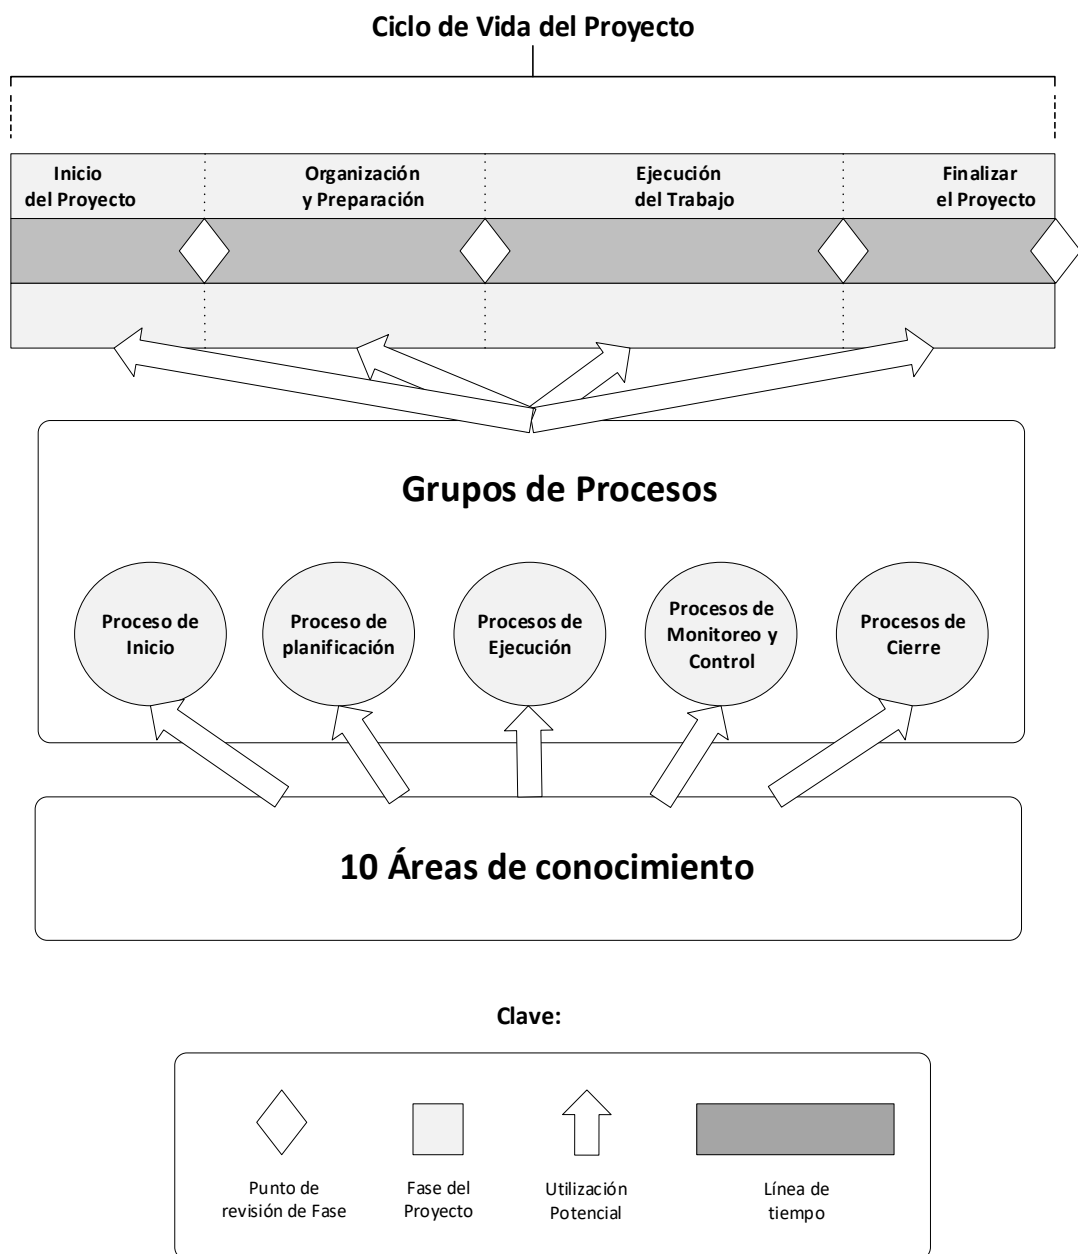 Ciclo de Vida del Proyecto
Inicio
del Proyecto
Organización
y Preparación
Ejecución
del Trabajo
Finalizar
el Proyecto
Grupos de Procesos
Proceso de
Inicio
Proceso de
planificación
Procesos de
Ejecución
Procesos de
Monitoreo y
Control
Procesos de
Cierre
10 Áreas de conocimiento
Clave:
Punto de
revisión de Fase
Fase del
Proyecto
Utilización
Potencial
Línea de
tiempo